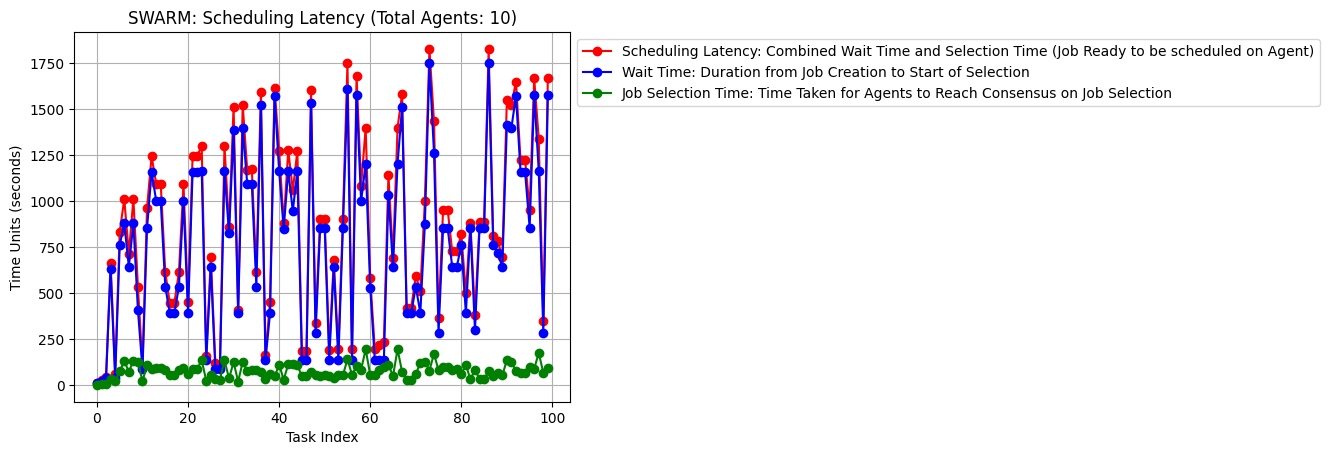 SWARM: Scheduling Latency (Total Agents: 10)
Scheduling Latency: Combined Wait Time and Selection Time (Job Ready to be scheduled on Agent)
Wait Time: Duration from Job Creation to Start of Selection
Job Selection Time: Time Taken for Agents to Reach Consensus on Job Selection
Time Units (seconds)
1750
1500
1250
1000
750
500
250
0
0 20 40 60 80 100
Task Index